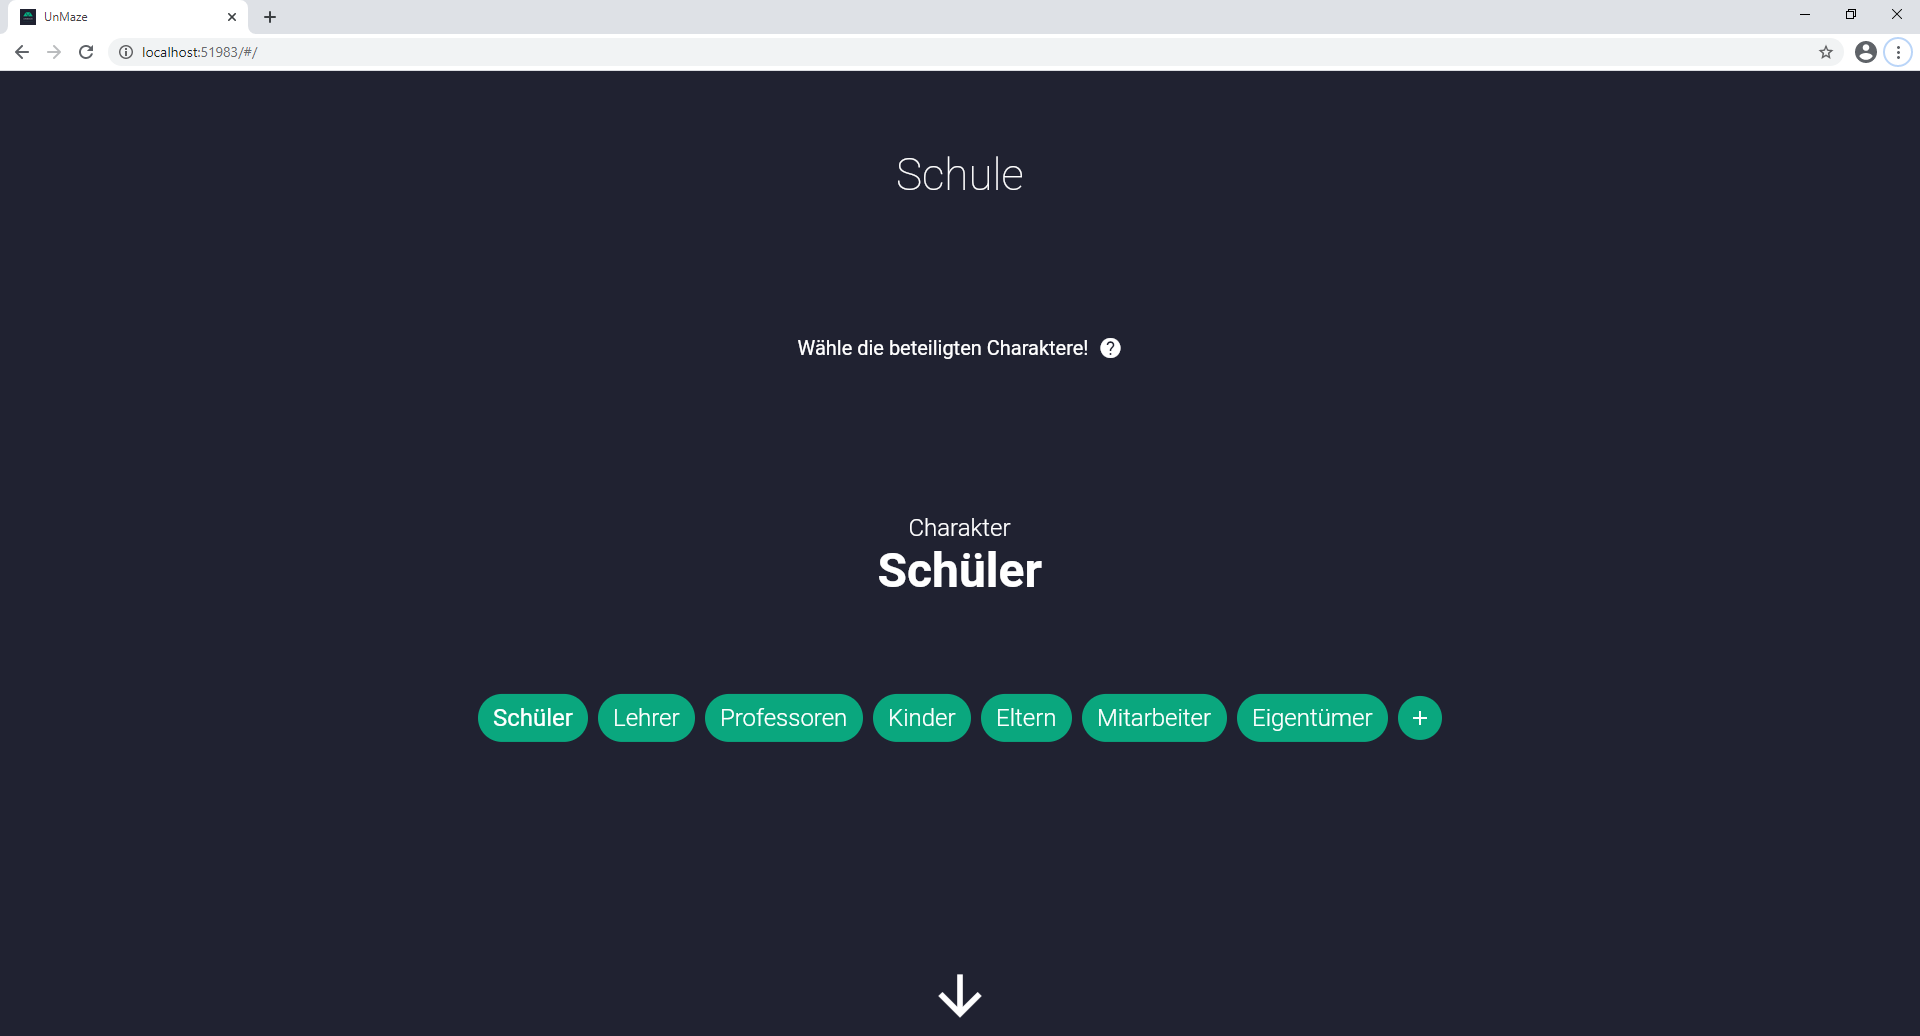 UnMaze
localhost:51983/#/
Schule
Wähle die beteiligten Charaktere! ?
Charakter
Schüler
Schüler Lehrer Professoren Kinder Eltern Mitarbeiter Eigentümer +